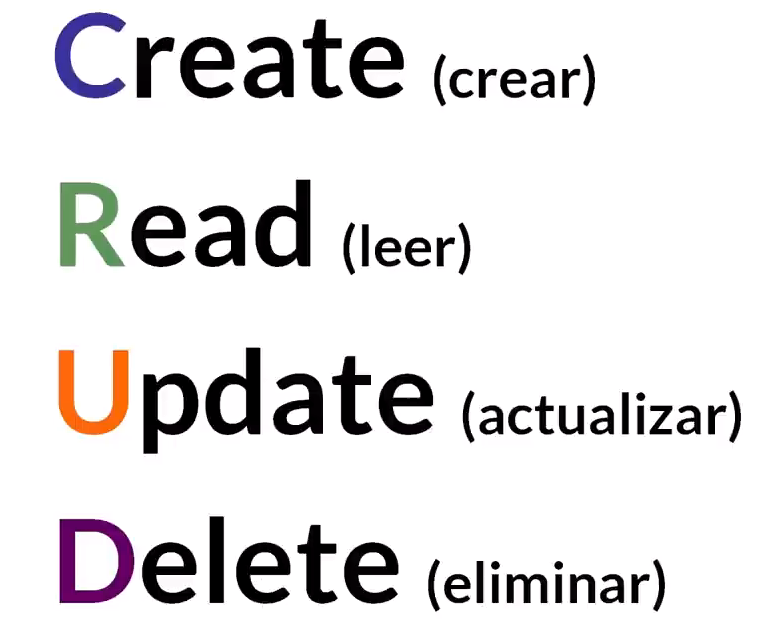 Create (crear)
Read (leer)
Update (actualizar)
Delete (eliminar)